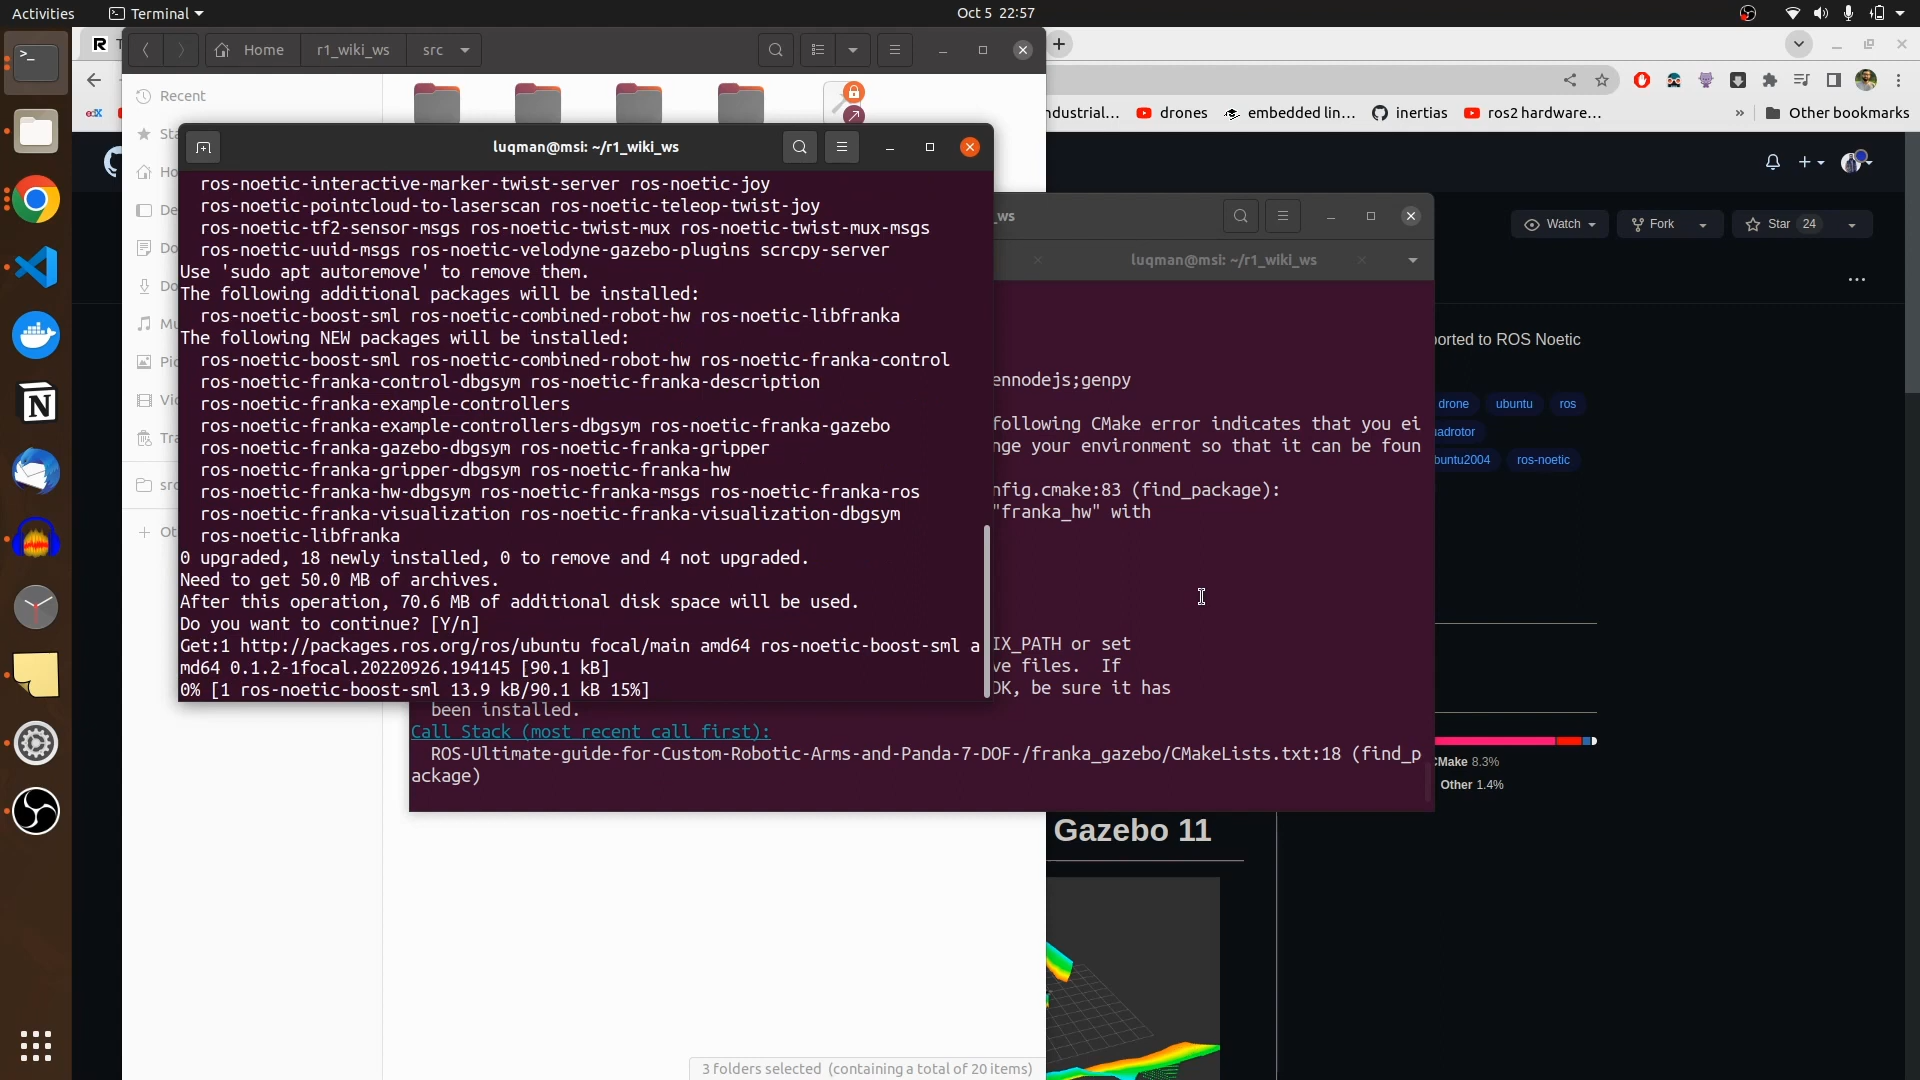 Activities
Terminal
Oct 5 22:57
Home
r1_wiki_ws
src
ndustrial...
drones
embedded lin...
inertias
ros2 hardware...
»
Other bookmarks
Recent
Sta
Ho
De
Do
Do
Mu
Pic
Vic
Tra
src
Ot
luqman@msi: ~/r1_wiki_ws
ros-noetic-interactive-marker-twist-server ros-noetic-joy
ros-noetic-pointcloud-to-laserscan ros-noetic-teleop-twist-joy
ros-noetic-tf2-sensor-msgs ros-noetic-twist-mux ros-noetic-twist-mux-msgs
ros-noetic-uuid-msgs ros-noetic-velodyne-gazebo-plugins scrcpy-server
Use 'sudo apt autoremove' to remove them.
The following additional packages will be installed:
ros-noetic-boost-sml ros-noetic-combined-robot-hw ros-noetic-libfranka
The following NEW packages will be installed:
ros-noetic-boost-sml ros-noetic-combined-robot-hw ros-noetic-franka-control
ros-noetic-franka-control-dbgsym ros-noetic-franka-description
ros-noetic-franka-example-controllers
ros-noetic-franka-example-controllers-dbgsym ros-noetic-franka-gazebo
ros-noetic-franka-gazebo-dbgsym ros-noetic-franka-gripper
ros-noetic-franka-gripper-dbgsym ros-noetic-franka-hw
ros-noetic-franka-hw-dbgsym ros-noetic-franka-msgs ros-noetic-franka-ros
ros-noetic-franka-visualization ros-noetic-franka-visualization-dbgsym
ros-noetic-libfranka
0 upgraded, 18 newly installed, 0 to remove and 4 not upgraded.
Need to get 50.0 MB of archives.
After this operation, 70.6 MB of additional disk space will be used.
Do you want to continue? [Y/n]
Get:1 http://packages.ros.org/ros/ubuntu focal/main amd64 ros-noetic-boost-sml a
md64 0.1.2-1focal.20220926.194145 [90.1 kB]
0% [1 ros-noetic-boost-sml 13.9 kB/90.1 kB 15%]
_ws
luqman@msi: ~/r1_wiki_ws
ennodejs;genpy
following CMake error indicates that you ei
nge your environment so that it can be foun
nfig.cmake:83 (find_package):
"franka_hw" with
IX_PATH or set
ve files. If
DK, be sure it has
been installed.
Call Stack (most recent call first):
ROS-Ultimate-guide-for-Custom-Robotic-Arms-and-Panda-7-DOF-/franka_gazebo/CMakeLists.txt:18 (find_p
ackage)
Watch
Fork
Star 24
ported to ROS Noetic
drone
ubuntu
ros
uadrotor
buntu2004
ros-noetic
CMake 8.3%
Other 1.4%
Gazebo 11
3 folders selected (containing a total of 20 items)